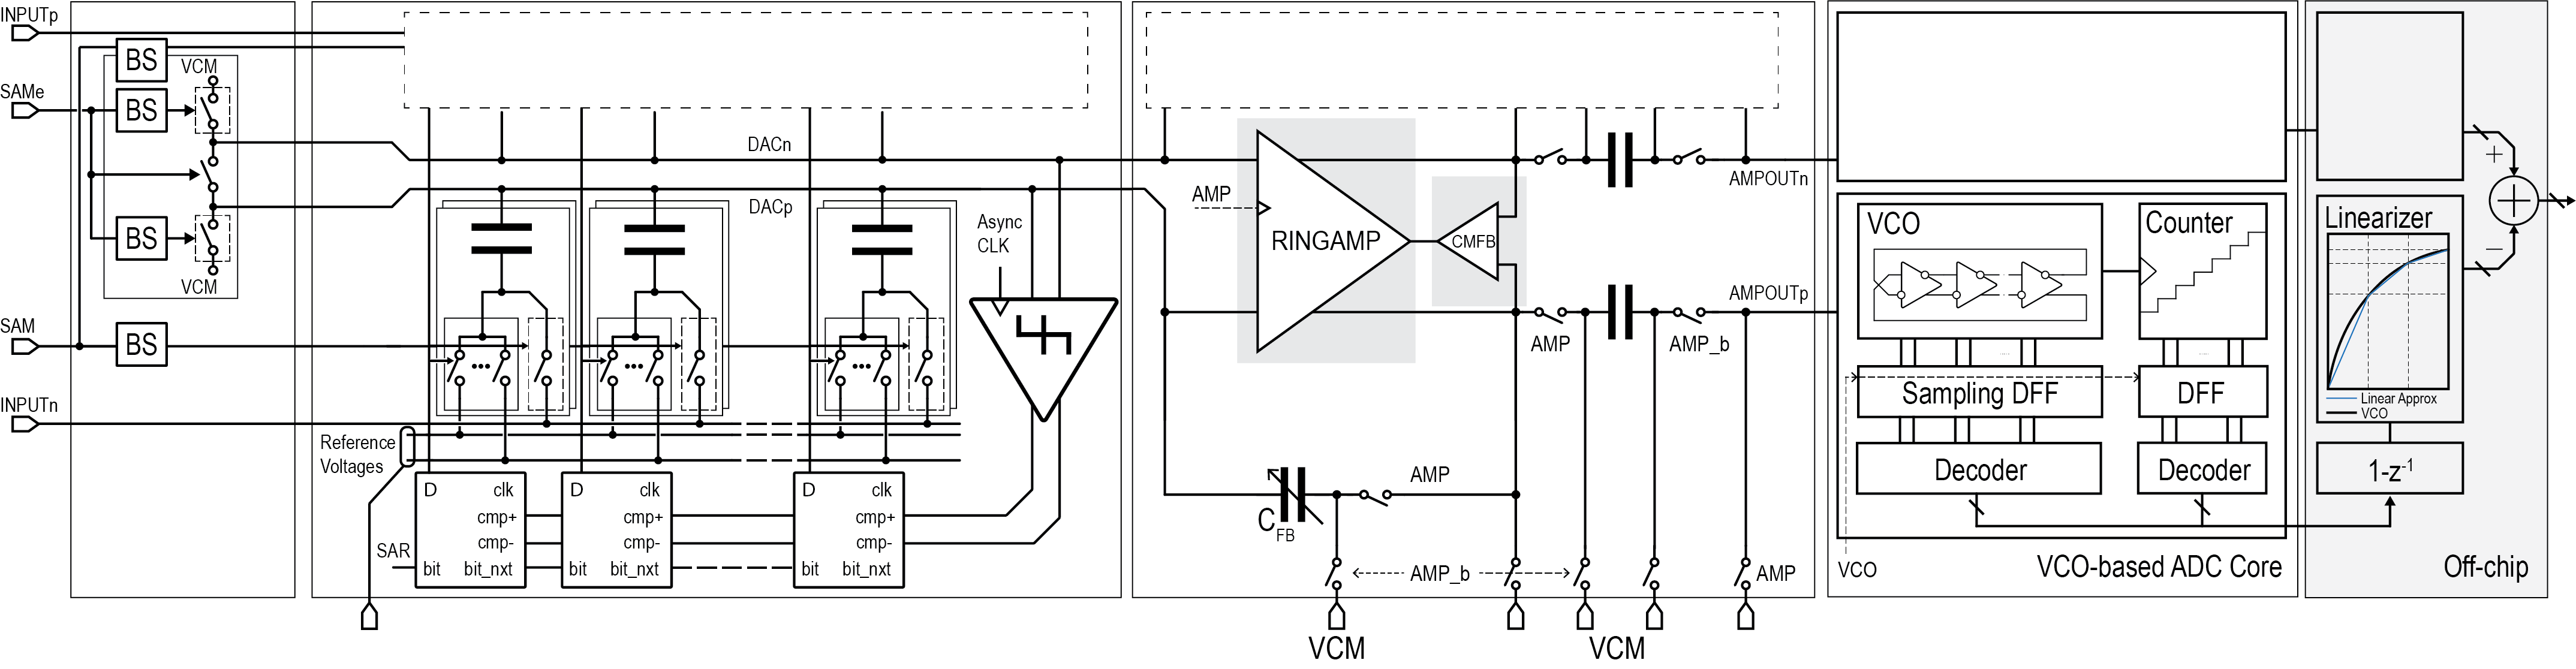 INPUTp
SAMe
SAM
INPUTn
BS
BS
BS
BS
VCM
VCM
DACn
DACp
Async
CLK
Reference
Voltages
SAR
D clk
cmp+
cmp-
bit bit_nxt
D clk
cmp+
cmp-
bit bit_nxt
D clk
cmp+
cmp-
bit bit_nxt
AMP
RINGAMP
CMFB
AMPOUTn
AMPOUTp
AMP
AMP_b
AMP
CFB
AMP_b
AMP
VCM
VCM
VCO
Counter
Sampling DFF
DFF
Decoder
Decoder
VCO
VCO-based ADC Core
Linearizer
Linear Approx
VCO
1-z-1
Off-chip
+
−